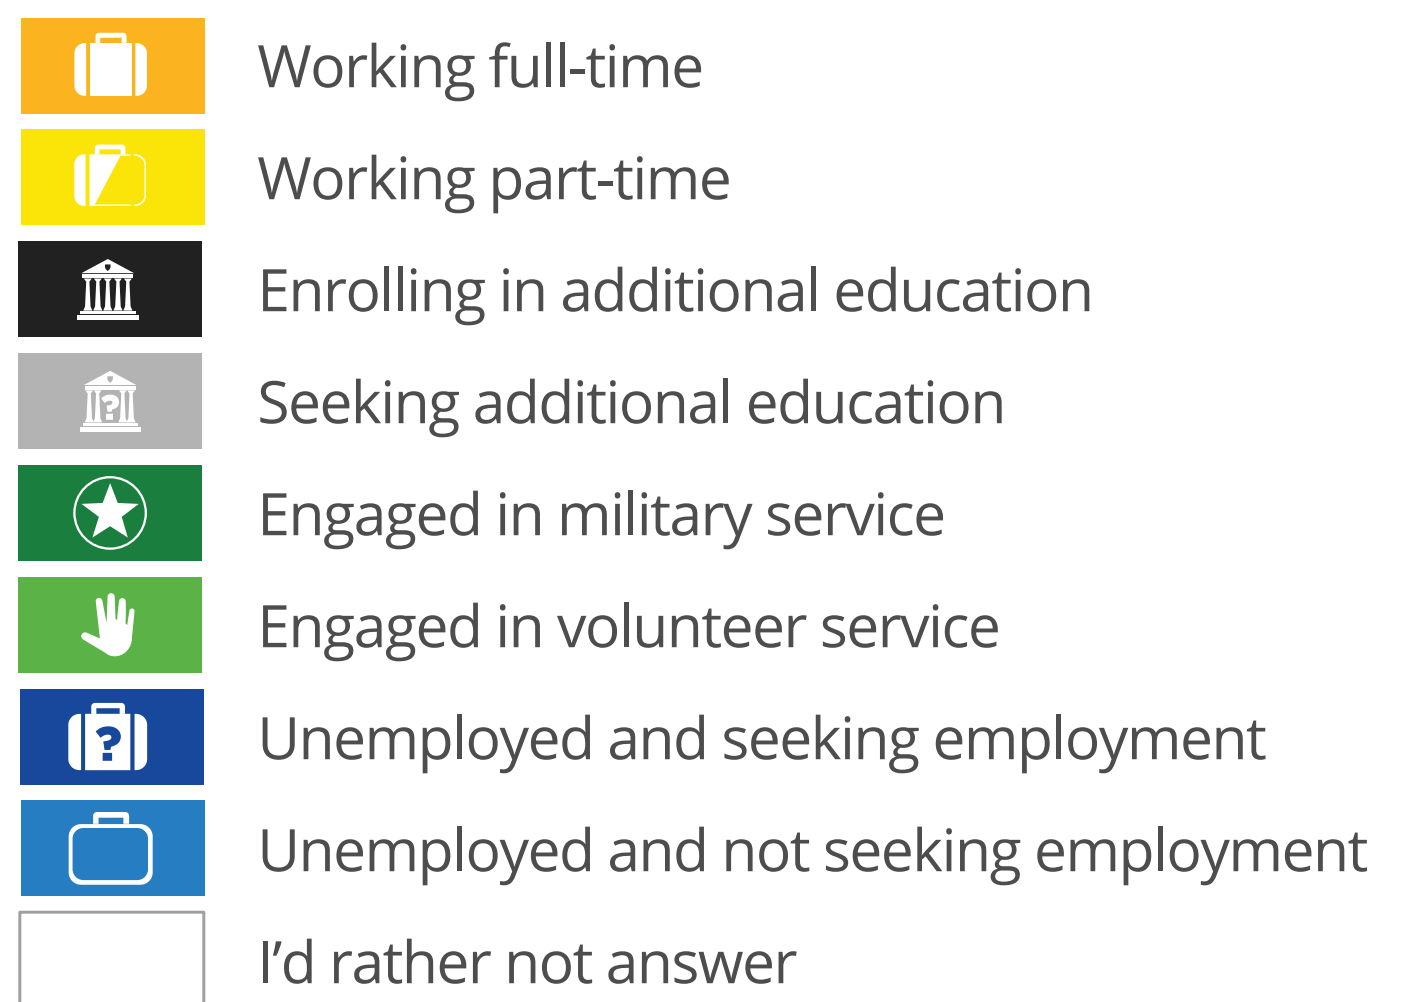 Working full-time
Working part-time
Enrolling in additional education
Seeking additional education
Engaged in military service
Engaged in volunteer service
? Unemployed and seeking employment
Unemployed and not seeking employment
I’d rather not answer